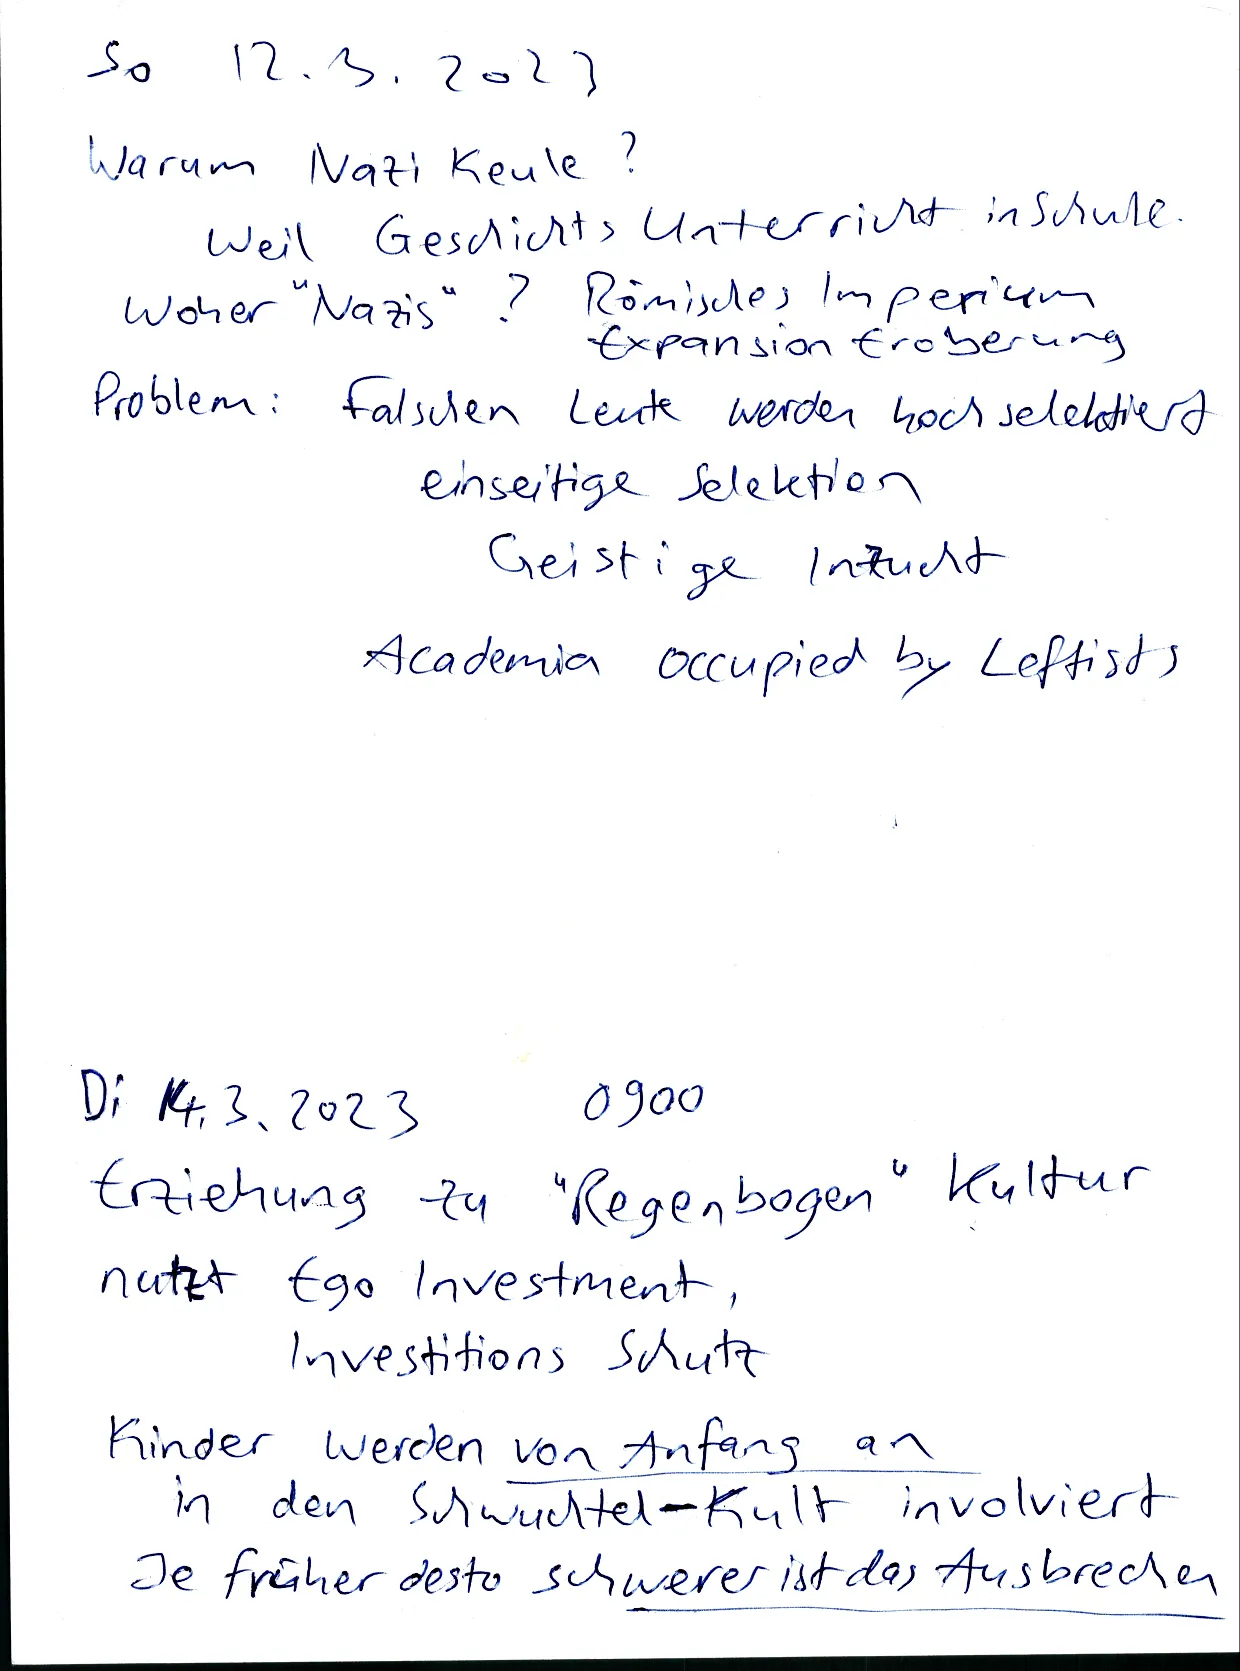 So 12.3.2023
Warum Nazi Keule?
Weil Geschichts Unterricht in Schule.
Woher "Nazis"? Römisches Imperium
Expansion Eroberung
Problem: Falschen Leute werden hoch selektiert
einseitige Selektion
Geistige Inzucht
Academia occupied by Leftists
Di 14.3.2023 0900
Erziehung zu "Regenbogen" Kultur
nutzt Ego Investment,
Investitions Schutz
Kinder werden von Anfang an
in den Schwuchtel-Kult involviert
Je früher desto schwerer ist das Ausbrechen